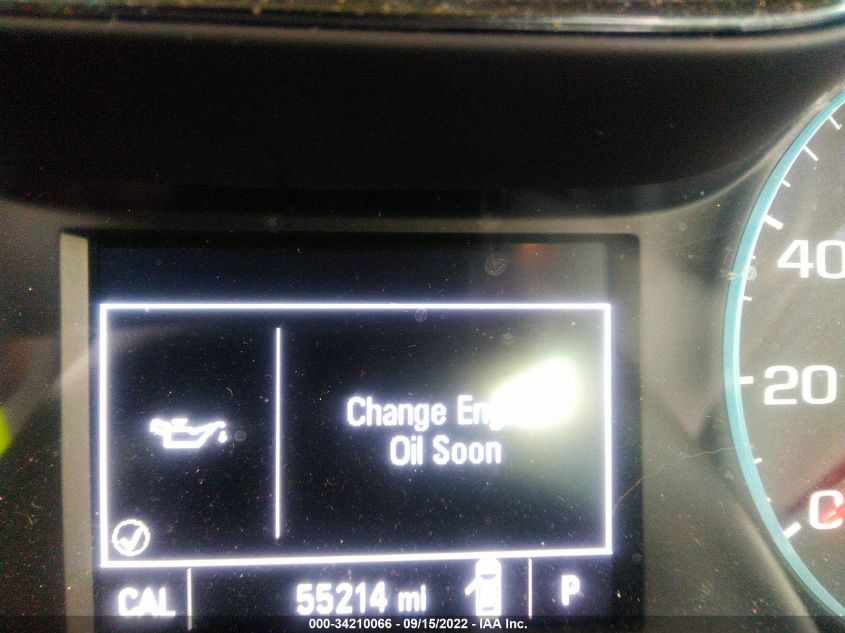 40
20
Change
Oil Soon
CAL 55214 mi P
000-34210066 - 09/15/2022 - IAA Inc.